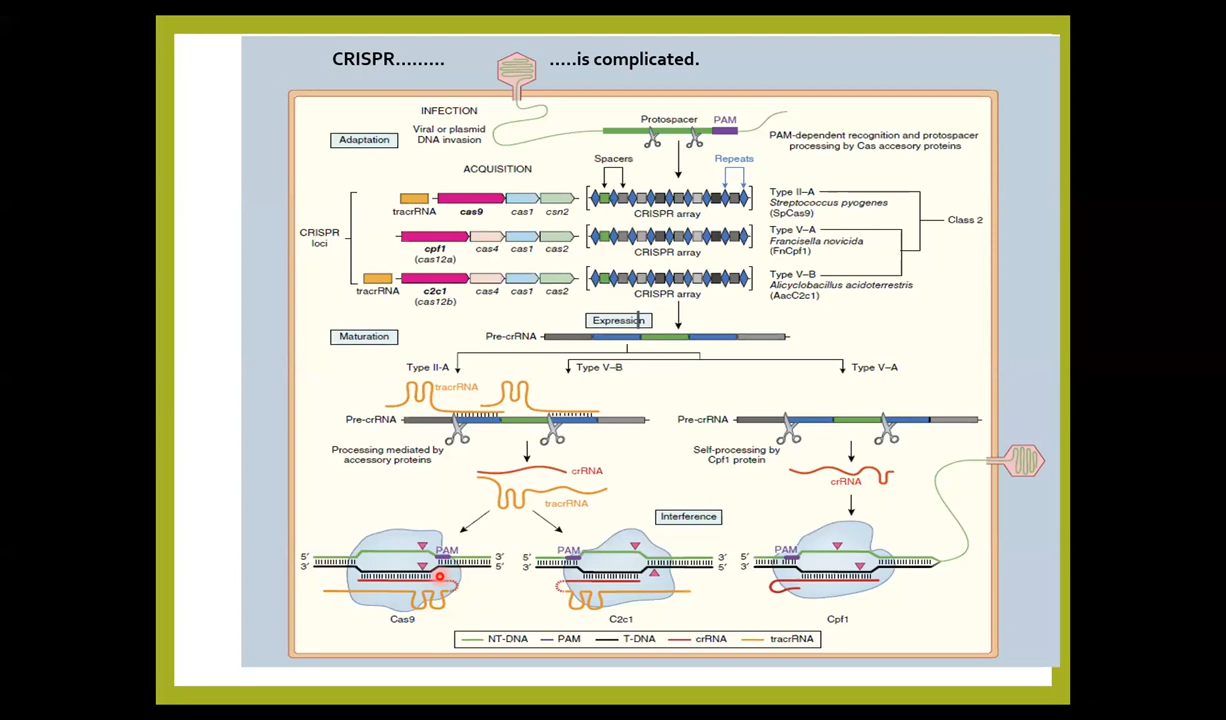 CRISPR.........
.....is complicated.
INFECTION
Viral or plasmid
DNA invasion
Protospacer
PAM
PAM-dependent recognition and protospacer
processing by Cas accesory proteins
Adaptation
ACQUISITION
Spacers
Repeats
CRISPR
loci
tracrRNA
cas9
cas1
csn2
CRISPR array
Type II–A
Streptococcus pyogenes
(SpCas9)
Class 2
cpf1
(cas12a)
cas4
cas1
cas2
CRISPR array
Type V–A
Francisella novicida
(FnCpf1)
tracrRNA
c2c1
(cas12b)
cas4
cas1
cas2
CRISPR array
Type V–B
Alicyclobacillus acidoterrestris
(AacC2c1)
Expression
Maturation
Pre-crRNA
Type II-A
Type V–B
Type V–A
tracrRNA
Pre-crRNA
Pre-crRNA
Processing mediated by
accessory proteins
Self-processing by
Cpf1 protein
crRNA
tracrRNA
crRNA
Interference
5′
3′
PAM
3′
5′
Cas9
5′
3′
PAM
3′
5′
C2c1
5′
3′
PAM
Cpf1
NT-DNA
PAM
T-DNA
crRNA
tracrRNA